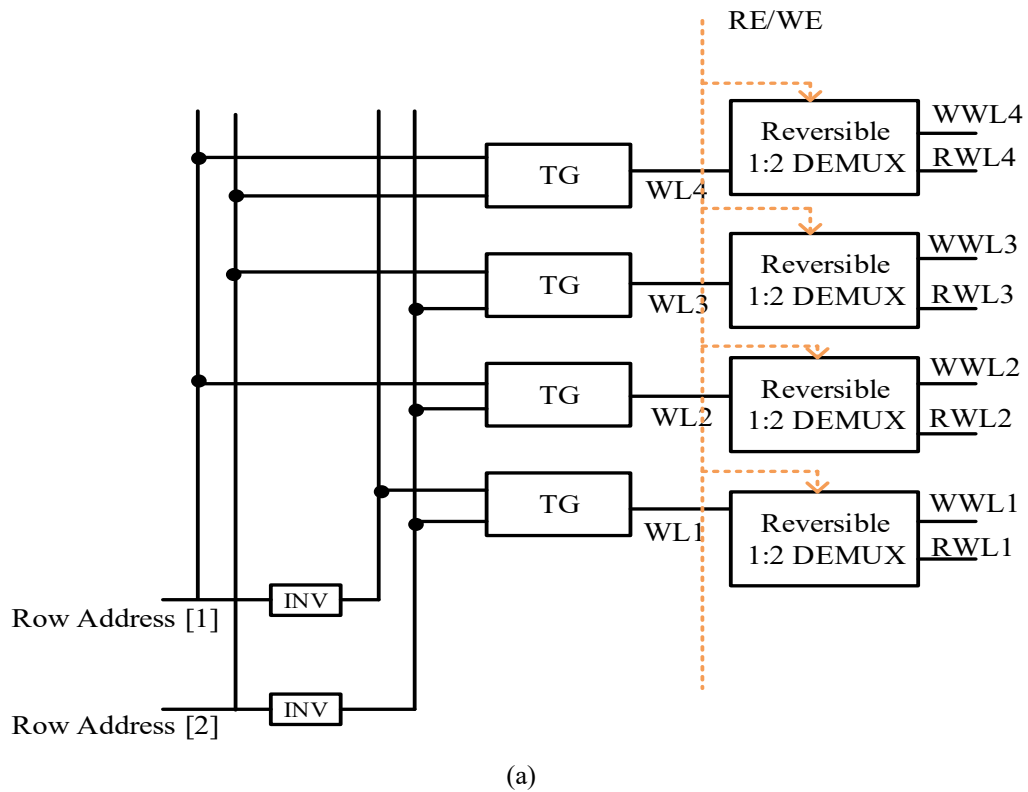 RE/WE
Reversible
1:2 DEMUX
WWL4
RWL4
TG
WL4
Reversible
1:2 DEMUX
WWL3
RWL3
TG
WL3
Reversible
1:2 DEMUX
WWL2
RWL2
TG
WL2
Reversible
1:2 DEMUX
WWL1
RWL1
TG
WL1
INV
Row Address [1]
INV
Row Address [2]
(a)